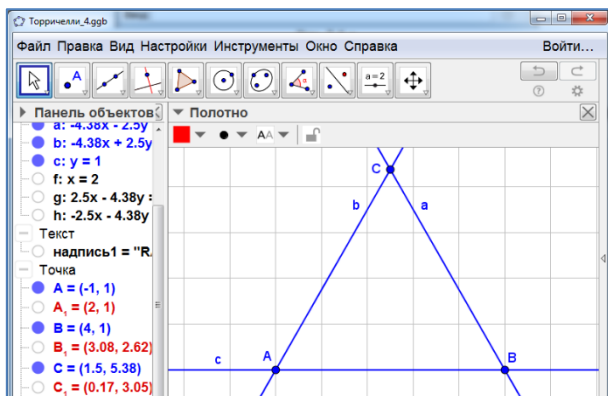 Торричелли_4.ggb
Файл Правка Вид Настройки Инструменты Окно Справка Войти...
A a=2
Панель объектов Полотно
AA
a: -4.38x - 2.5y
b: -4.38x + 2.5y
c: y = 1
f: x = 2
g: 2.5x - 4.38y =
h: -2.5x - 4.38y
Текст
надпись1 = "R
Точка
A = (-1, 1)
A₁ = (2, 1)
B = (4, 1)
B₁ = (3.08, 2.62)
C = (1.5, 5.38)
C₁ = (0.17, 3.05)
C
b a
c A B